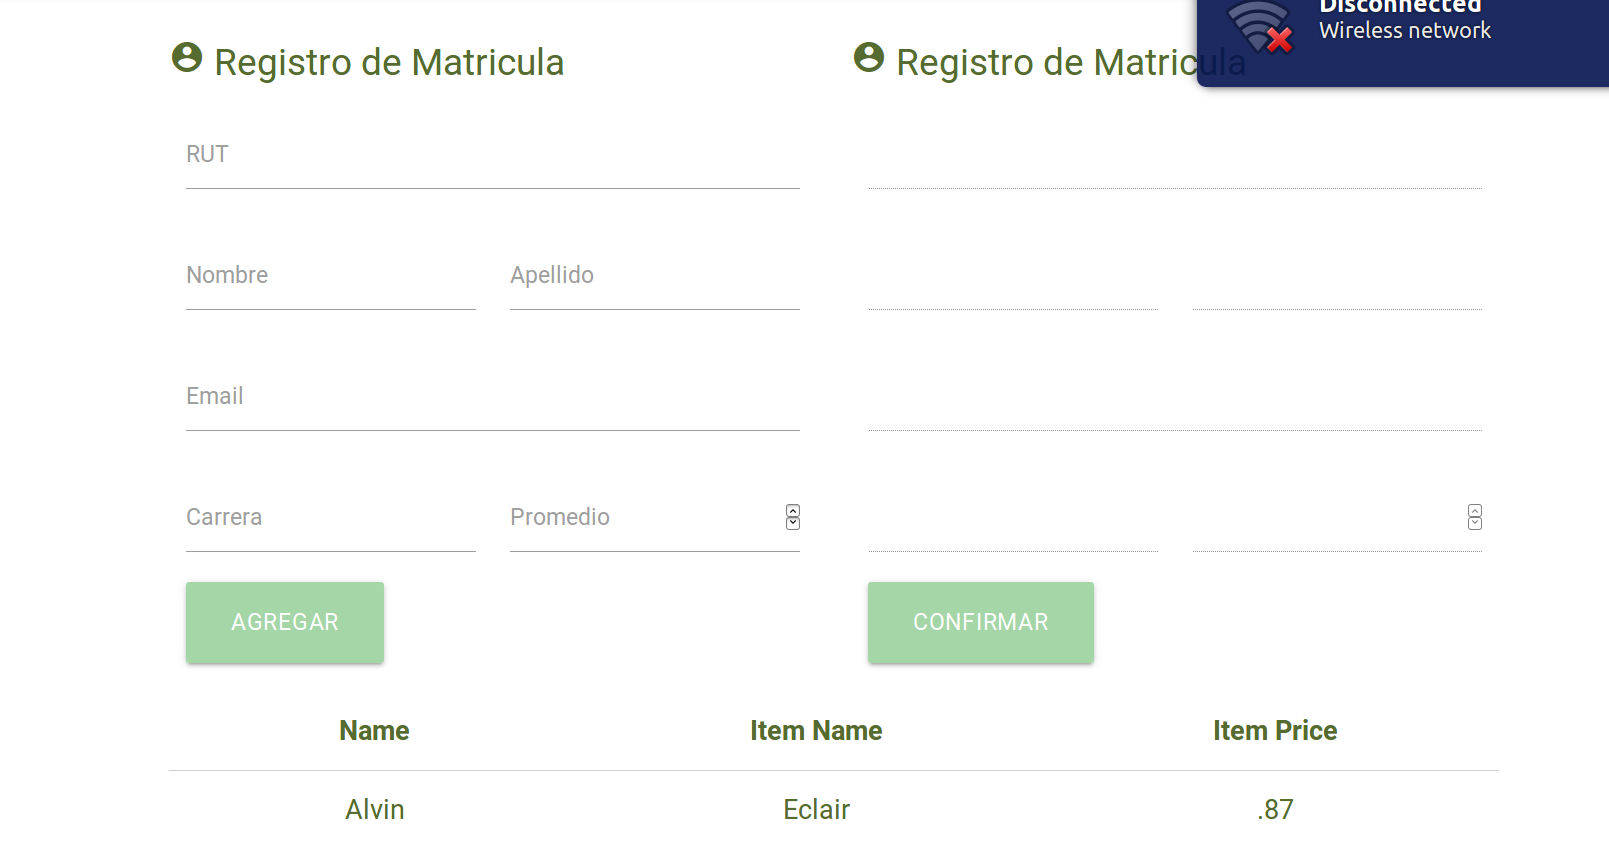 Disconnected
Wireless network
Registro de Matricula
Registro de Matricula
RUT
Nombre Apellido
Email
Carrera Promedio
AGREGAR CONFIRMAR
Name Item Name Item Price
Alvin Eclair .87